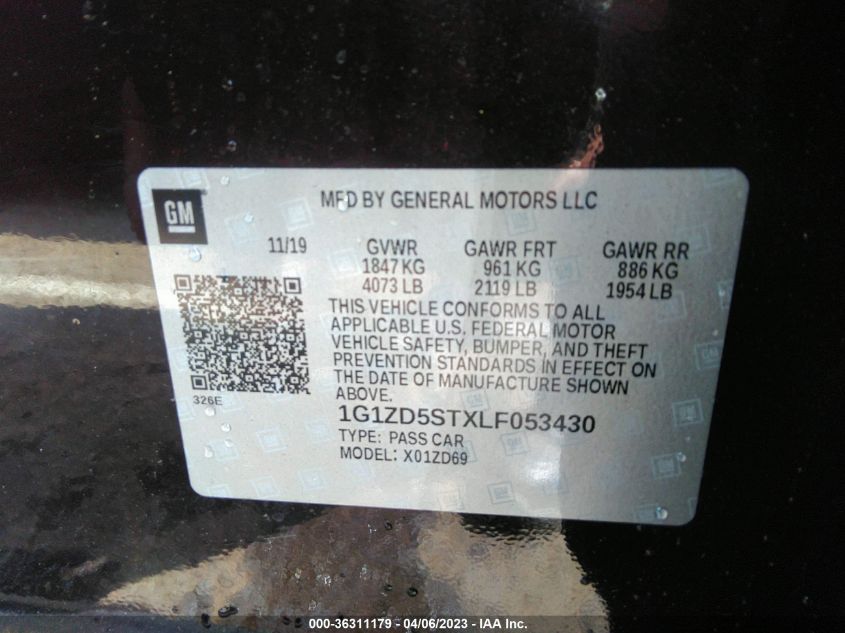 GM
MFD BY GENERAL MOTORS LLC
11/19 GVWR GAWR FRT GAWR RR
1847 KG 961 KG 886 KG
4073 LB 2119 LB 1954 LB
THIS VEHICLE CONFORMS TO ALL
APPLICABLE U.S. FEDERAL MOTOR
VEHICLE SAFETY, BUMPER, AND THEFT
PREVENTION STANDARDS IN EFFECT ON
THE DATE OF MANUFACTURE SHOWN
ABOVE.
326E
1G1ZD5STXLF053430
TYPE: PASS CAR
MODEL: X01ZD69
000-36311179 - 04/06/2023 - IAA Inc.